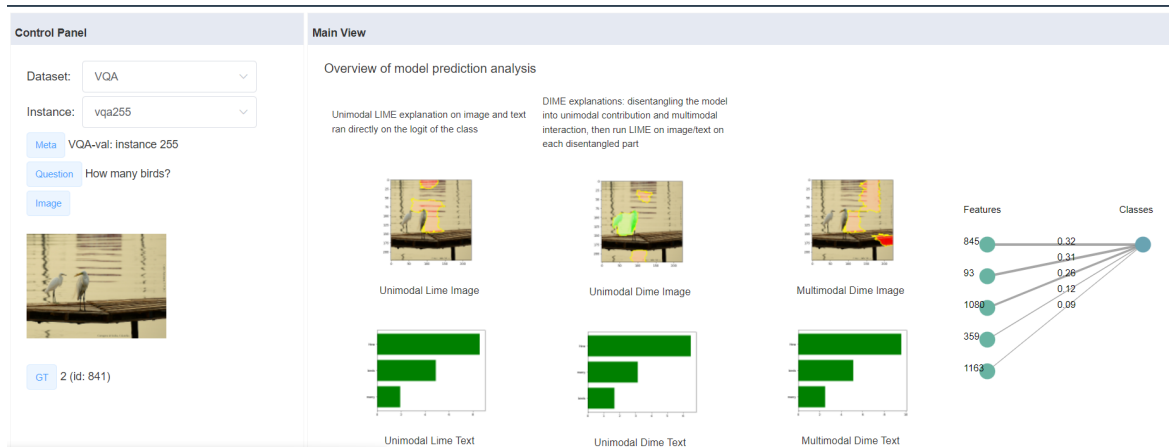 Control Panel
Main View
Dataset:
VQA
Instance:
vqa255
Meta
VQA-val: instance 255
Question
How many birds?
Image
GT
2 (id: 841)
Overview of model prediction analysis
Unimodal LIME explanation on image and text
ran directly on the logit of the class
DIME explanations: disentangling the model
into unimodal contribution and multimodal
interaction, then run LIME on image/text on
each disentangled part
Unimodal Lime Image
Unimodal Dime Image
Multimodal Dime Image
Unimodal Lime Text
Unimodal Dime Text
Multimodal Dime Text
Features
Classes
845
0.32
0.31
93
0.28
0.12
1080
0.09
359
1163